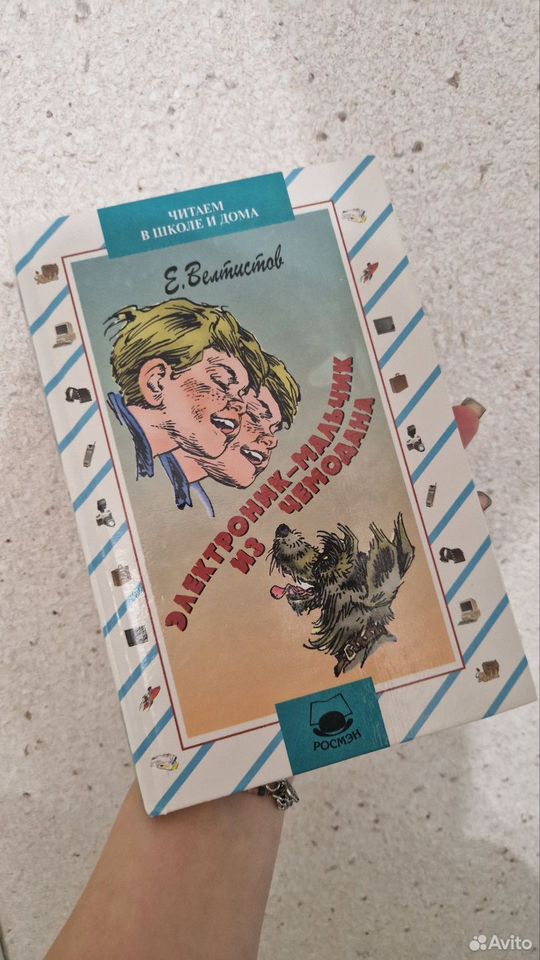 ЧИТАЕМ
В ШКОЛЕ И ДОМА
Е. Велтистов
ЭЛЕКТРОНИК-МАЛЬЧИК
ИЗ ЧЕМОДАНА
РОСМЭН
Avito